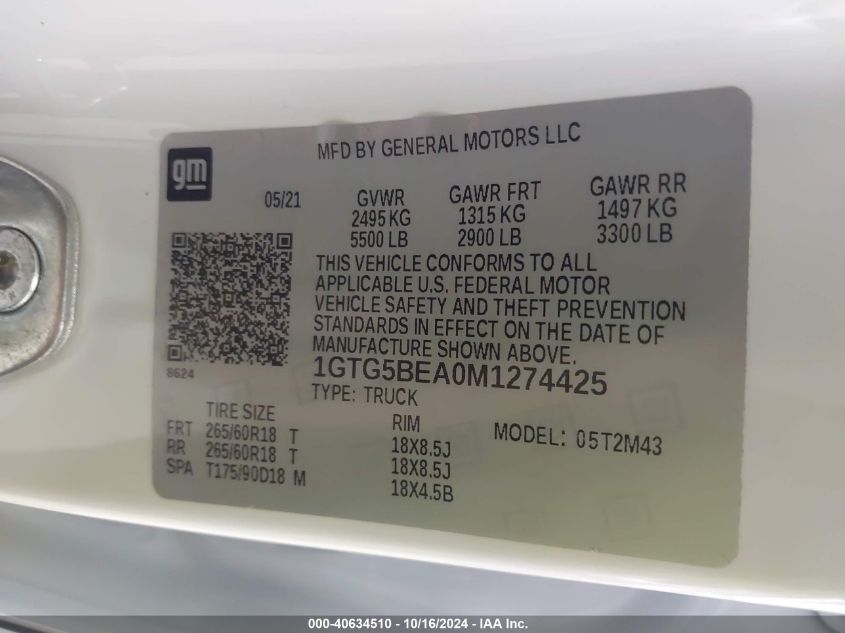 gm
MFD BY GENERAL MOTORS LLC
05/21 GVWR GAWR FRT GAWR RR
2495 KG 1315 KG 1497 KG
5500 LB 2900 LB 3300 LB
THIS VEHICLE CONFORMS TO ALL
APPLICABLE U.S. FEDERAL MOTOR
VEHICLE SAFETY AND THEFT PREVENTION
STANDARDS IN EFFECT ON THE DATE OF
MANUFACTURE SHOWN ABOVE.
8624
1GTG5BEA0M1274425
TYPE: TRUCK
TIRE SIZE RIM MODEL: 05T2M43
FRT 265/60R18 T 18X8.5J
RR 265/60R18 T 18X8.5J
SPA T175/90D18 M 18X4.5B
000-40634510 - 10/16/2024 - IAA Inc.